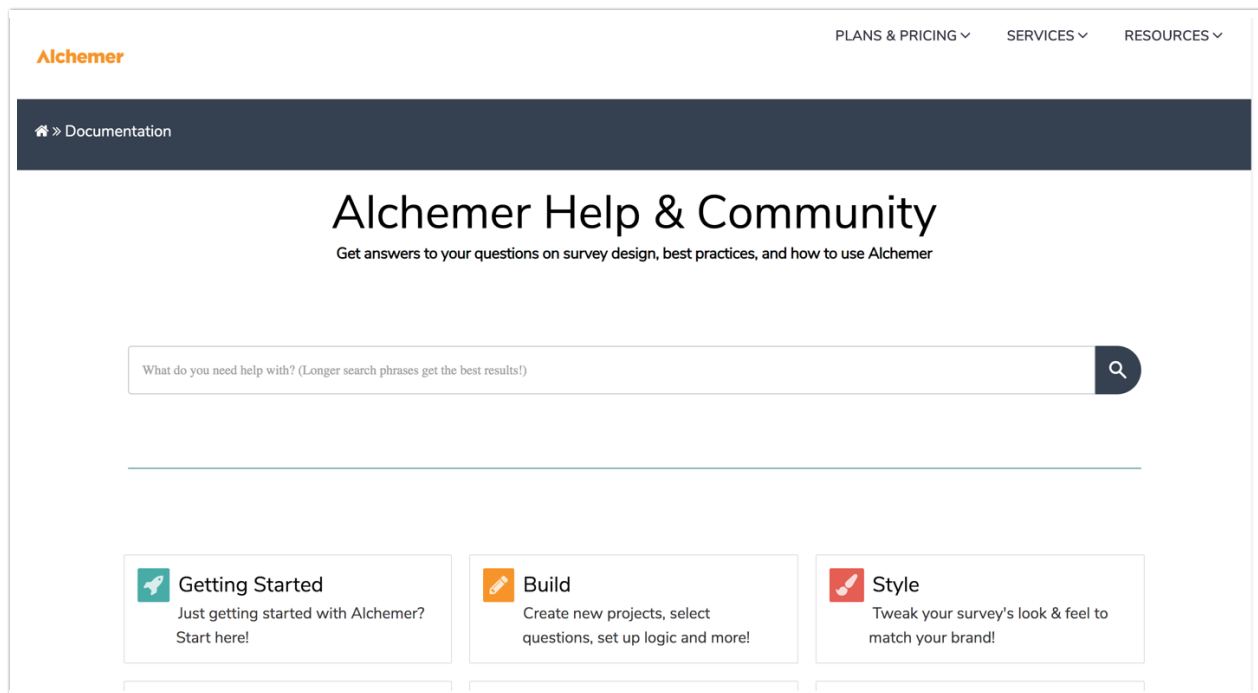 Alchemer
PLANS & PRICING SERVICES RESOURCES
» Documentation
Alchemer Help & Community
Get answers to your questions on survey design, best practices, and how to use Alchemer
What do you need help with? (Longer search phrases get the best results!)
Getting Started
Just getting started with Alchemer?
Start here!
Build
Create new projects, select
questions, set up logic and more!
Style
Tweak your survey's look & feel to
match your brand!